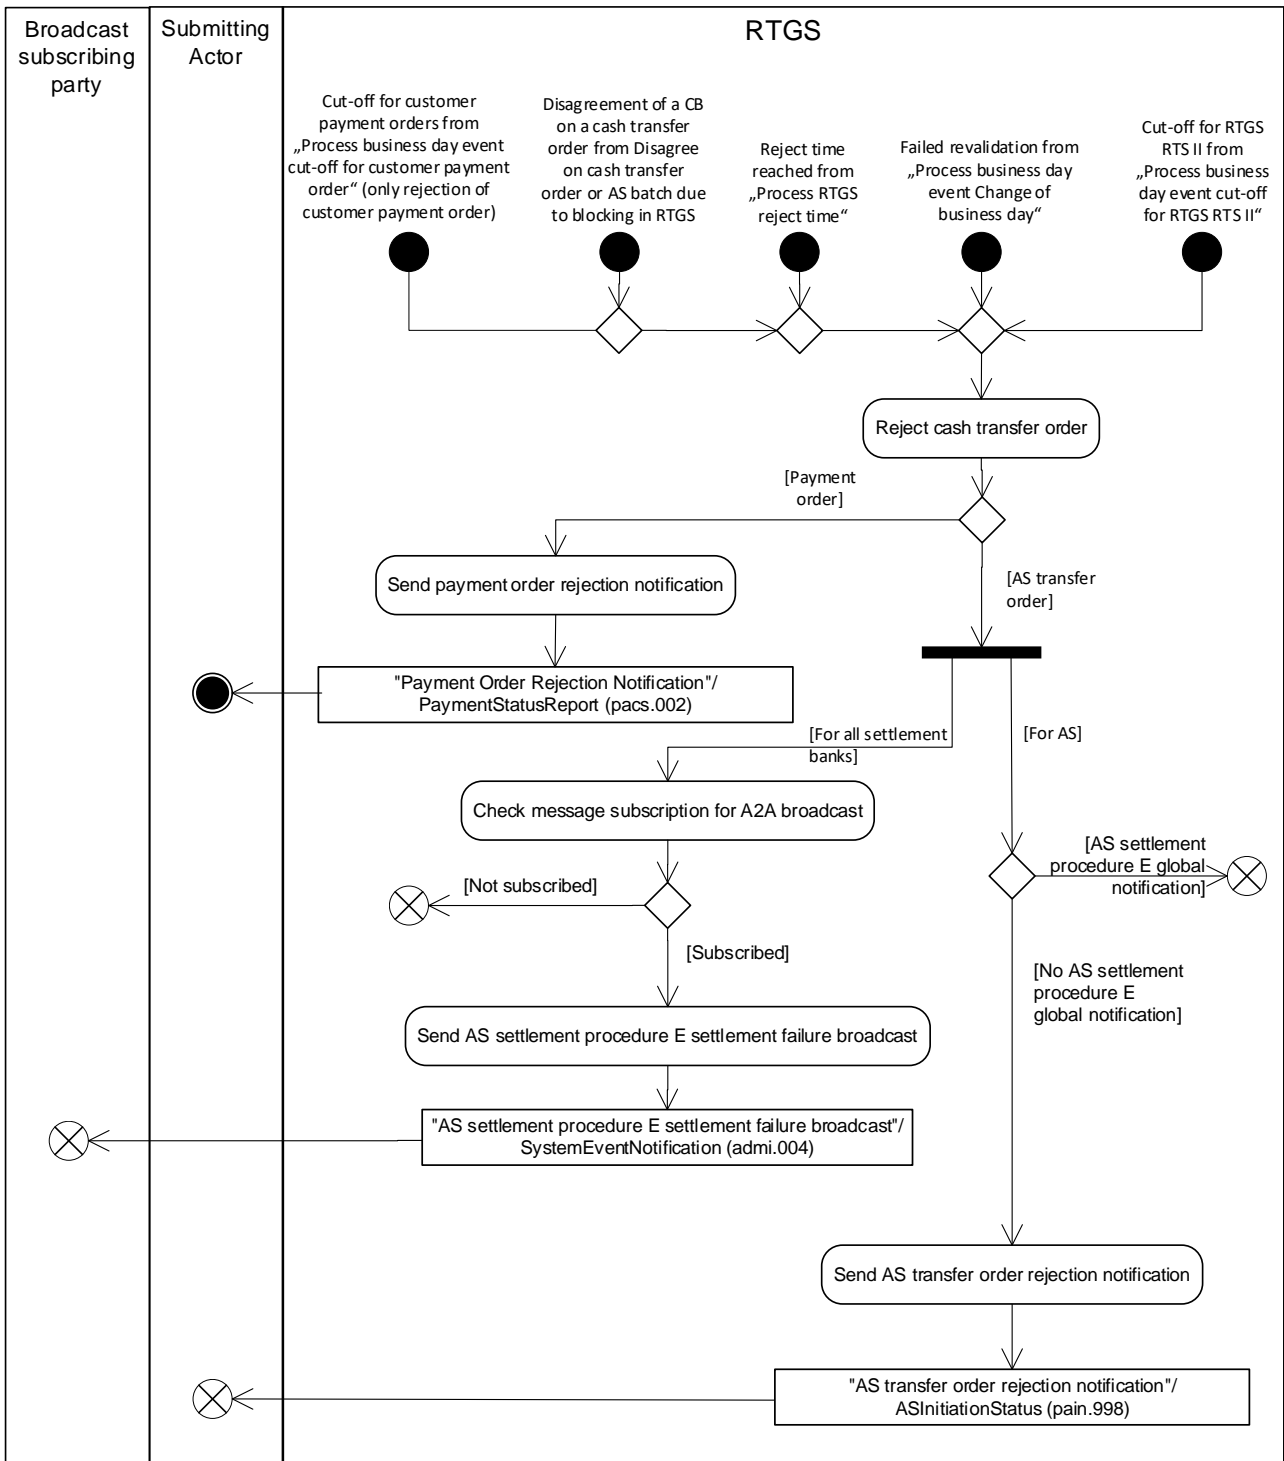 Broadcast
subscribing
party
Submitting
Actor
RTGS
Cut-off for customer
payment orders from
„Process business day event
cut-off for customer payment
order“ (only rejection of
customer payment order)
Disagreement of a CB
on a cash transfer
order from Disagree
on cash transfer
order or AS batch due
to blocking in RTGS
Reject time
reached from
„Process RTGS
reject time“
Failed revalidation from
„Process business day
event Change of
business day“
Cut-off for RTGS
RTS II from
„Process business
day event cut-off
for RTGS RTS II“
Reject cash transfer order
[Payment
order]
Send payment order rejection notification
[AS transfer
order]
"Payment Order Rejection Notification"/
PaymentStatusReport (pacs.002)
[For all settlement
banks]
[For AS]
Check message subscription for A2A broadcast
[AS settlement
procedure E global
notification]
[Not subscribed]
[Subscribed]
[No AS settlement
procedure E
global notification]
Send AS settlement procedure E settlement failure broadcast
"AS settlement procedure E settlement failure broadcast"/
SystemEventNotification (admi.004)
Send AS transfer order rejection notification
"AS transfer order rejection notification"/
ASInitiationStatus (pain.998)